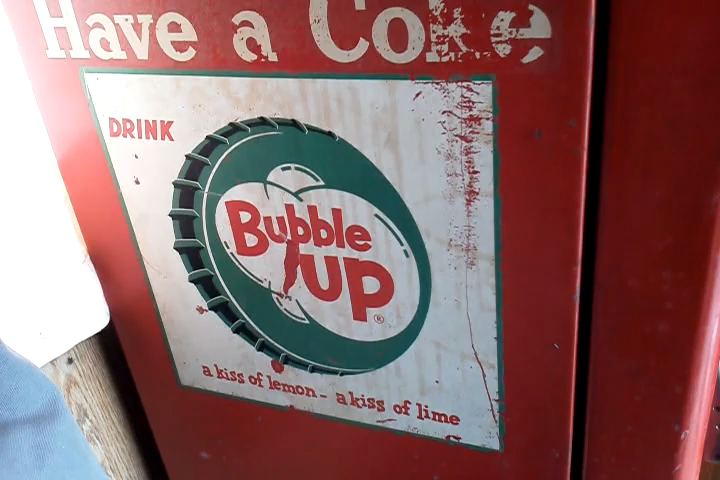 Have a Coke
DRINK
Bubble
UP®
a kiss of lemon - a kiss of lime